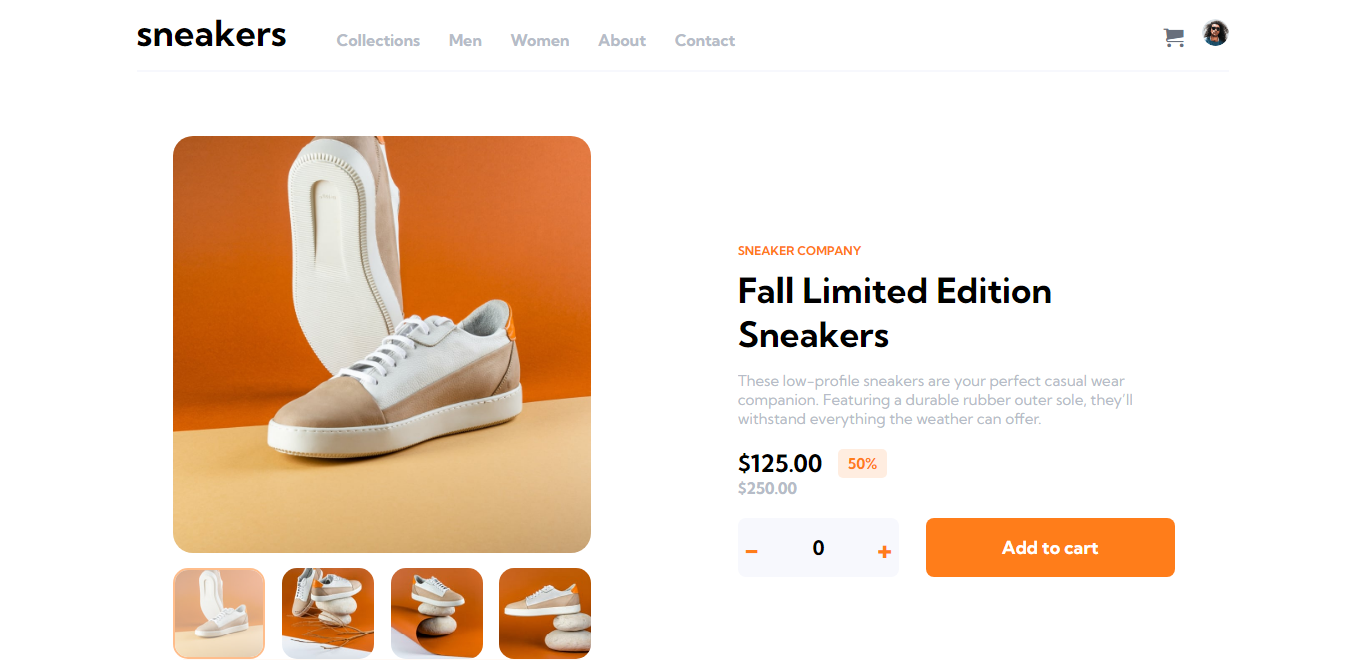 sneakers
Collections Men Women About Contact
SNEAKER COMPANY
Fall Limited Edition
Sneakers
These low-profile sneakers are your perfect casual wear
companion. Featuring a durable rubber outer sole, they'll
withstand everything the weather can offer.
$125.00 50%
$250.00
− 0 + Add to cart